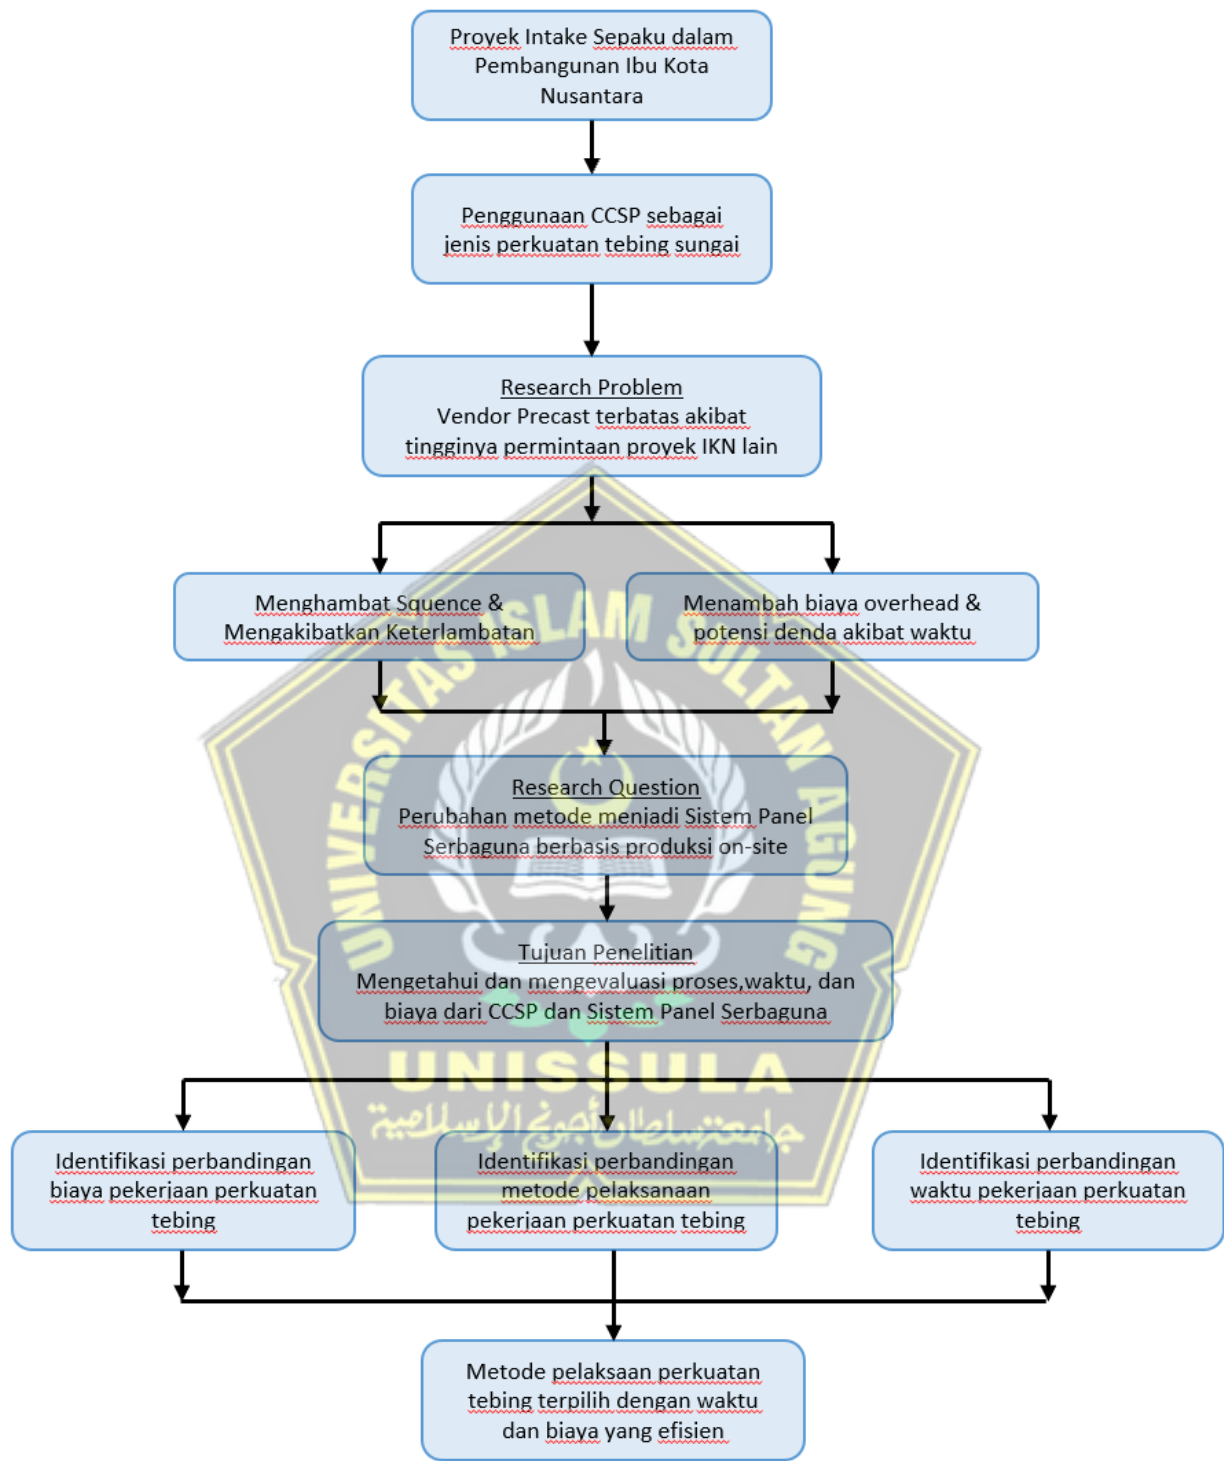 Proyek Intake Sepaku dalam
Pembangunan Ibu Kota
Nusantara
Penggunaan CCSP sebagai
jenis perkuatan tebing sungai
Research Problem
Vendor Precast terbatas akibat
tingginya permintaan proyek IKN lain
Menghambat Squence &
Mengakibatkan Keterlambatan
Menambah biaya overhead &
potensi denda akibat waktu
UNIVERSITAS ISLAM SULTAN AGUNG
Research Question
Perubahan metode menjadi Sistem Panel
Serbaguna berbasis produksi on-site
Tujuan Penelitian
Mengetahui dan mengevaluasi proses,waktu, dan
biaya dari CCSP dan Sistem Panel Serbaguna
UNISSULA
جامعتسلطان أجونج الإسلامية
Identifikasi perbandingan
biaya pekerjaan perkuatan
tebing
Identifikasi perbandingan
metode pelaksanaan
pekerjaan perkuatan tebing
Identifikasi perbandingan
waktu pekerjaan perkuatan
tebing
Metode pelaksaan perkuatan
tebing terpilih dengan waktu
dan biaya yang efisien